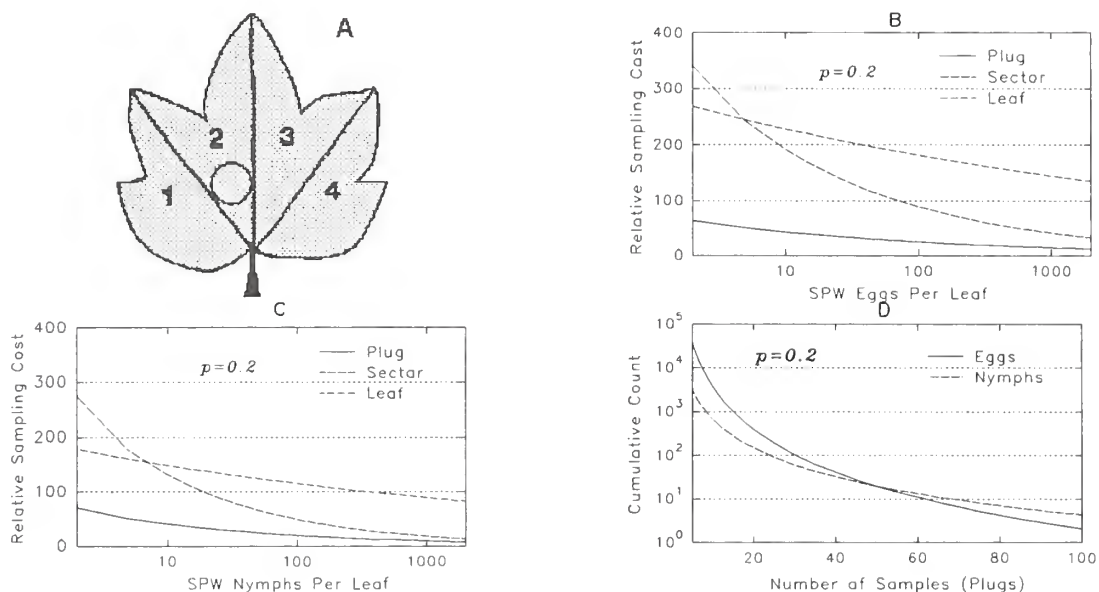 A
1
2
3
4
B
400
300
200
100
0
Relative Sampling Cost
p=0.2
Plug
Sector
Leaf
10
100
1000
SPW Eggs Per Leaf
C
400
300
200
100
0
Relative Sampling Cost
p=0.2
Plug
Sector
Leaf
10
100
1000
SPW Nymphs Per Leaf
D
10^5
10^4
10^3
10^2
10^1
10^0
Cumulative Count
p=0.2
Eggs
Nymphs
20
40
60
80
100
Number of Samples (Plugs)